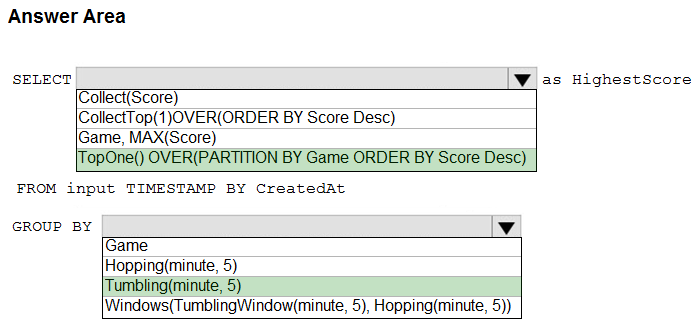 Answer Area
SELECT as HighestScore
Collect(Score)
CollectTop(1)OVER(ORDER BY Score Desc)
Game, MAX(Score)
TopOne() OVER(PARTITION BY Game ORDER BY Score Desc)
FROM input TIMESTAMP BY CreatedAt
GROUP BY
Game
Hopping(minute, 5)
Tumbling(minute, 5)
Windows(TumblingWindow(minute, 5), Hopping(minute, 5))